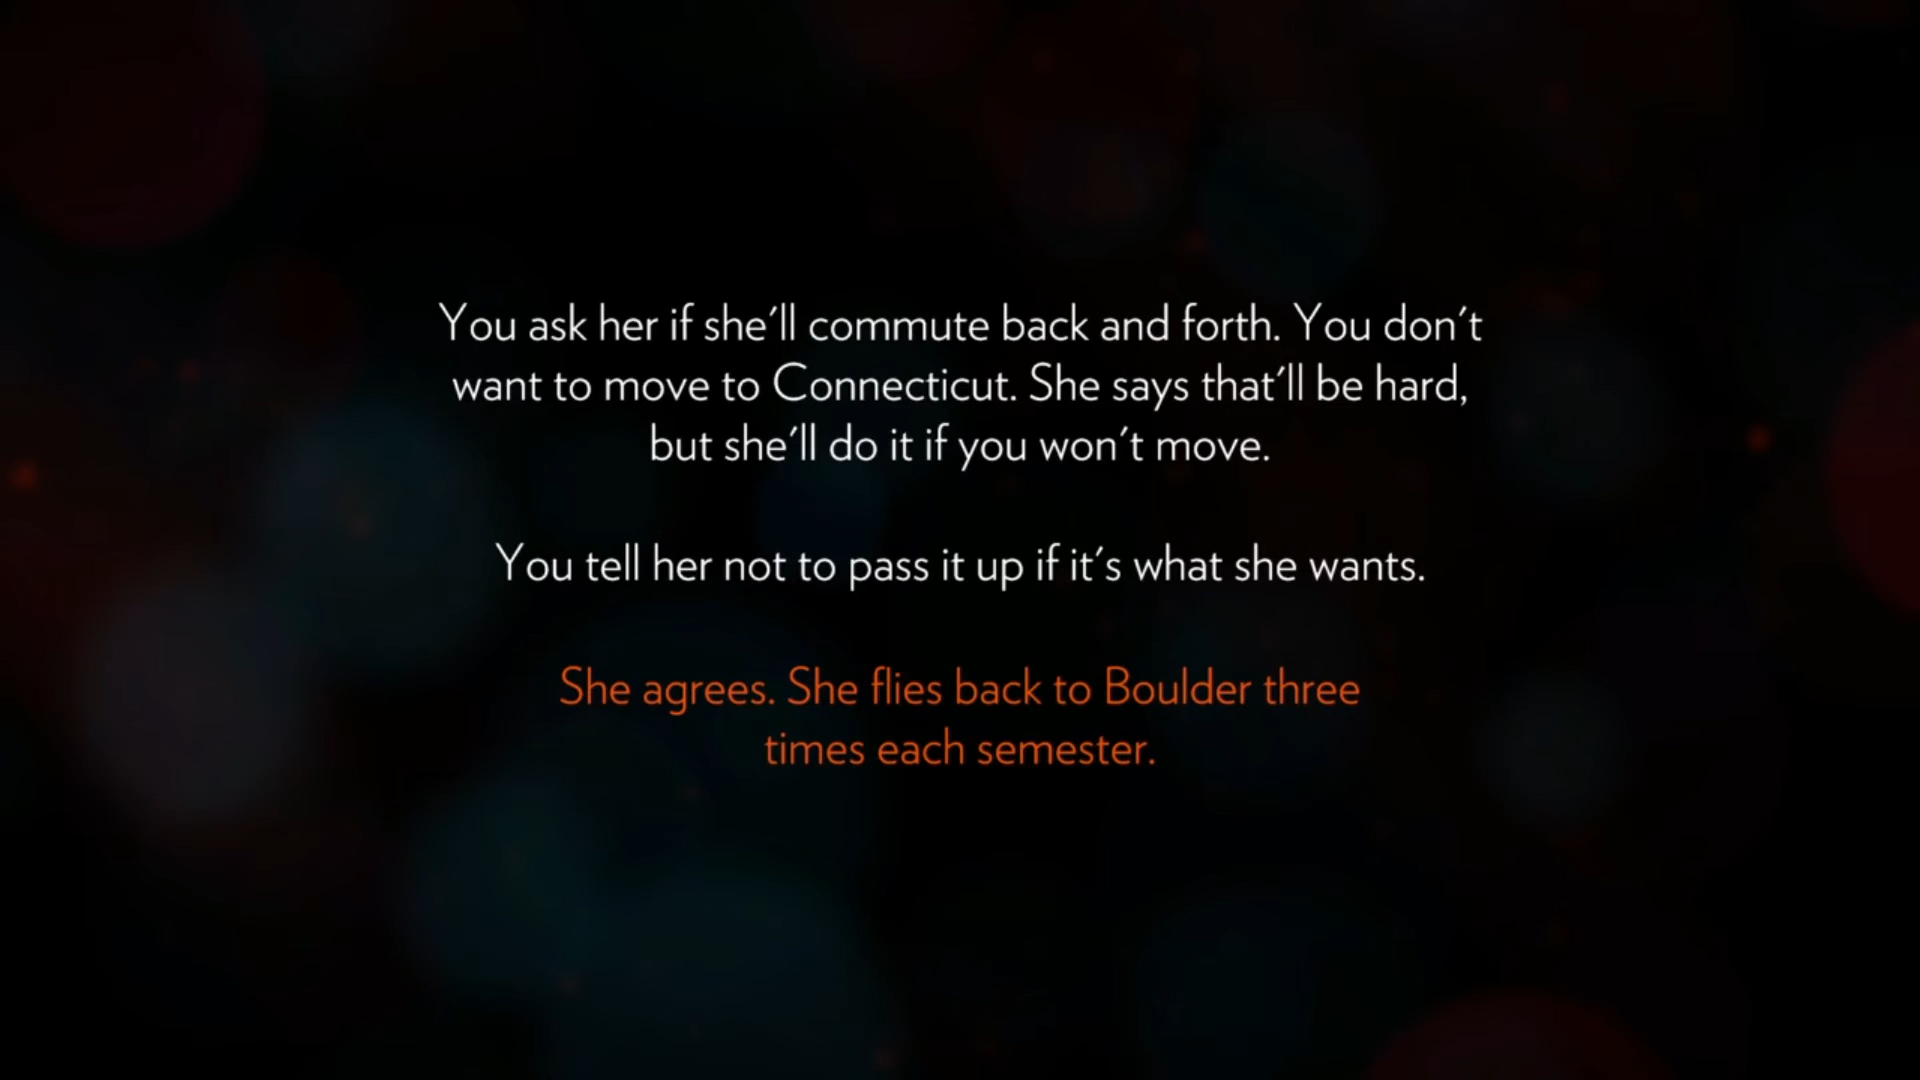 You ask her if she'll commute back and forth. You don't
want to move to Connecticut. She says that'll be hard,
but she'll do it if you won't move.
You tell her not to pass it up if it's what she wants.
She agrees. She flies back to Boulder three
times each semester.